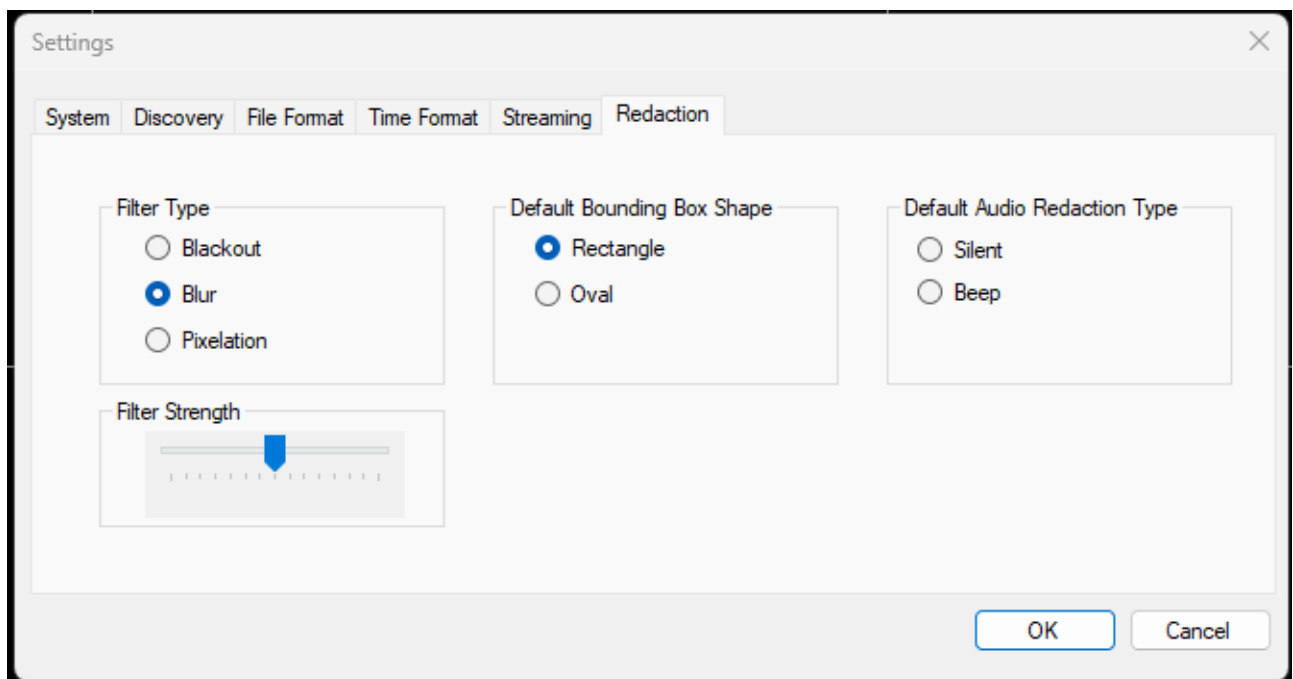 Settings
System Discovery File Format Time Format Streaming Redaction
Filter Type
Blackout
Blur
Pixelation
Default Bounding Box Shape
Rectangle
Oval
Default Audio Redaction Type
Silent
Beep
Filter Strength
OK Cancel